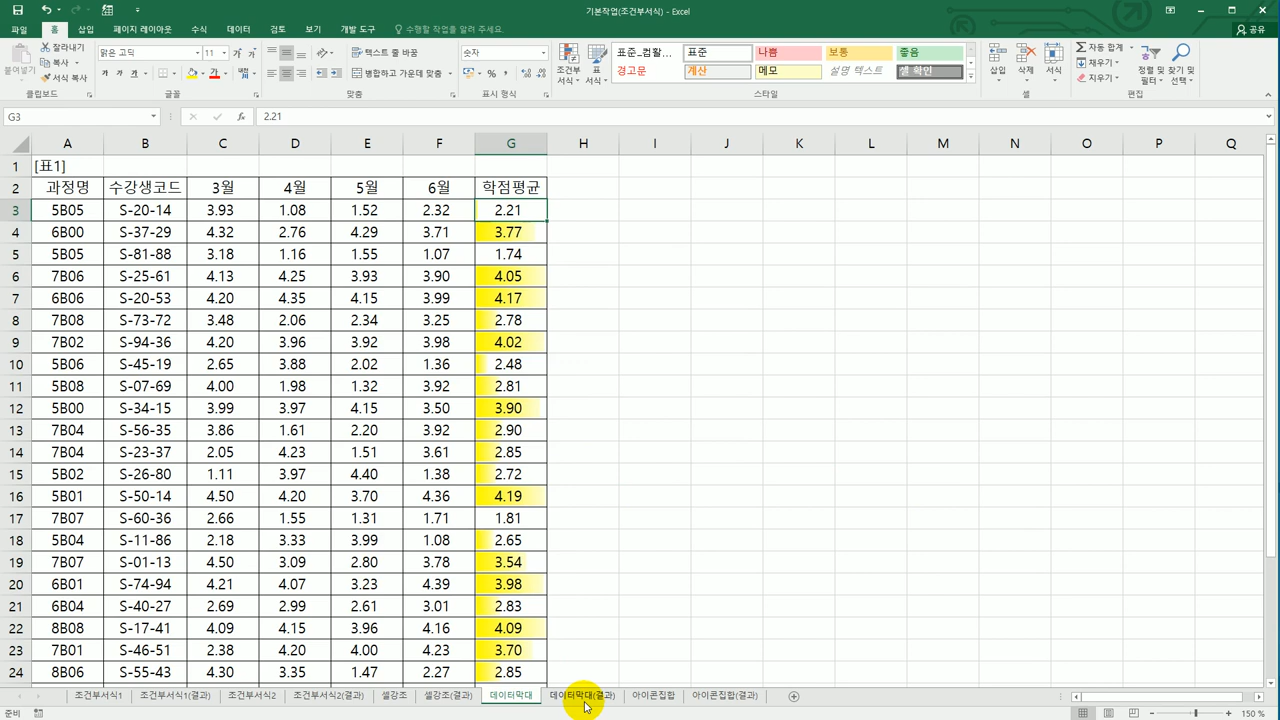 기본작업(조건부서식) - Excel
파일 홈 삽입 페이지 레이아웃 수식 데이터 검토 보기 개발 도구 수행할 작업을 알려 주세요. 공유
붙여넣기 잘라내기 복사 서식 복사 클립보드
맑은 고딕 11 가 가 가 글꼴
텍스트 줄 바꿈 병합하고 가운데 맞춤 맞춤
숫자 표시 형식
조건부 서식 표 서식 표준_컴활... 표준 나쁨 보통 좋음
경고문 계산 메모 설명 텍스트 셀 확인 스타일
삽입 삭제 서식 셀
자동 합계 채우기 지우기 정렬 및 필터 찾기 및 선택 편집
G3 fx 2.21
A B C D E F G H I J K L M N O P Q
1 [표1]
2 과정명 수강생코드 3월 4월 5월 6월 학점평균
3 5B05 S-20-14 3.93 1.08 1.52 2.32 2.21
4 6B00 S-37-29 4.32 2.76 4.29 3.71 3.77
5 5B05 S-81-88 3.18 1.16 1.55 1.07 1.74
6 7B06 S-25-61 4.13 4.25 3.93 3.90 4.05
7 6B06 S-20-53 4.20 4.35 4.15 3.99 4.17
8 7B08 S-73-72 3.48 2.06 2.34 3.25 2.78
9 7B02 S-94-36 4.20 3.96 3.92 3.98 4.02
10 5B06 S-45-19 2.65 3.88 2.02 1.36 2.48
11 5B08 S-07-69 4.00 1.98 1.32 3.92 2.81
12 5B00 S-34-15 3.99 3.97 4.15 3.50 3.90
13 7B04 S-56-35 3.86 1.61 2.20 3.92 2.90
14 7B04 S-23-37 2.05 4.23 1.51 3.61 2.85
15 5B02 S-26-80 1.11 3.97 4.40 1.38 2.72
16 5B01 S-50-14 4.50 4.20 3.70 4.36 4.19
17 7B07 S-60-36 2.66 1.55 1.31 1.71 1.81
18 5B04 S-11-86 2.18 3.33 3.99 1.08 2.65
19 7B07 S-01-13 4.50 3.09 2.80 3.78 3.54
20 6B01 S-74-94 4.21 4.07 3.23 4.39 3.98
21 6B04 S-40-27 2.69 2.99 2.61 3.01 2.83
22 8B08 S-17-41 4.09 4.15 3.96 4.16 4.09
23 7B01 S-46-51 2.38 4.20 4.00 4.23 3.70
24 8B06 S-55-43 4.30 3.35 1.47 2.27 2.85
조건부서식1 조건부서식1(결과) 조건부서식2 조건부서식2(결과) 셀강조 셀강조(결과) 데이터막대 데이터막대(결과) 아이콘집합 아이콘집합(결과)
준비 150 %